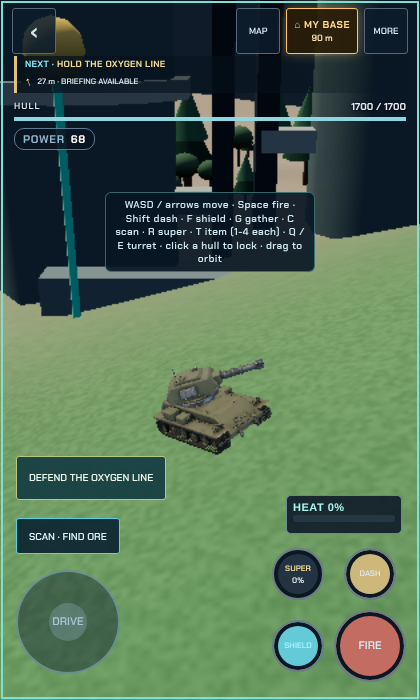 ‹
MAP
⌂ MY BASE
90 m
MORE
NEXT · HOLD THE OXYGEN LINE
27 m · BRIEFING AVAILABLE
HULL
1700 / 1700
POWER 68
WASD / arrows move · Space fire ·
Shift dash · F shield · G gather · C
scan · R super · T item (1-4 each) · Q /
E turret · click a hull to lock · drag to
orbit
DEFEND THE OXYGEN LINE
SCAN · FIND ORE
HEAT 0%
SUPER
0%
DASH
DRIVE
SHIELD
FIRE